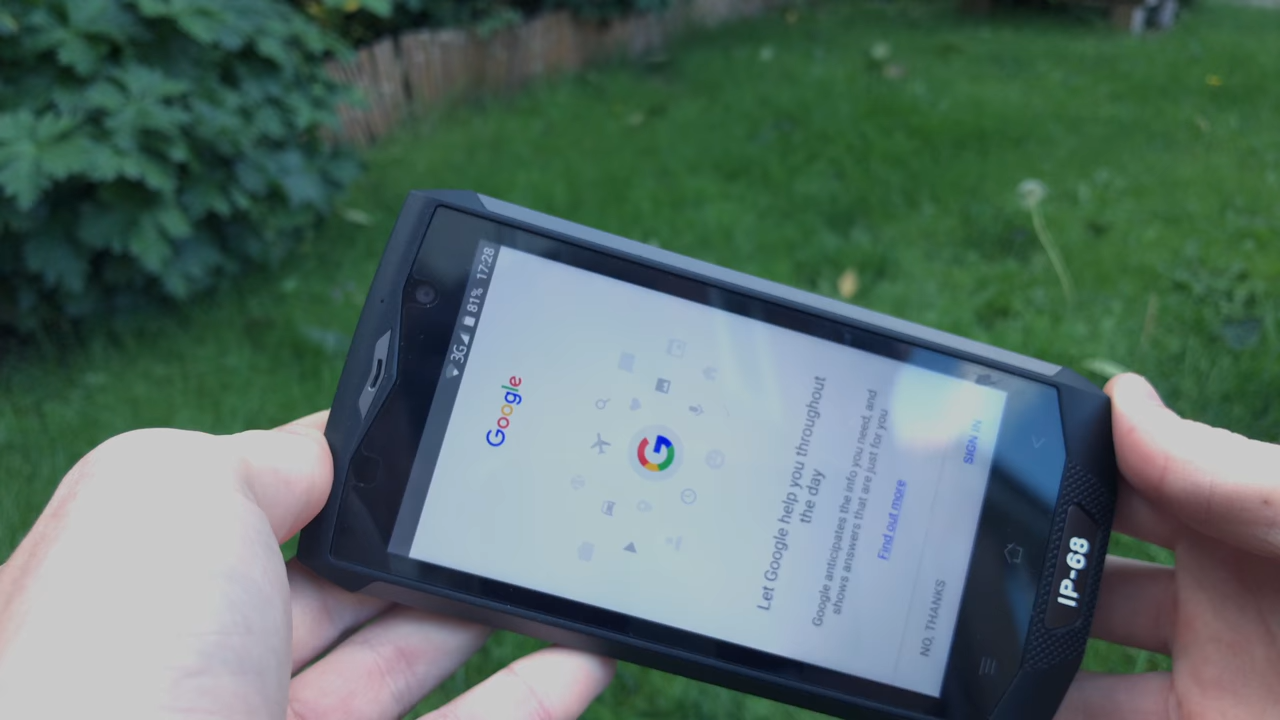 3G 81% 17:28
Google
Let Google help you throughout
the day
Google anticipates the info you need, and
shows answers that are just for you
Find out more
NO, THANKS SIGN IN
IP-68